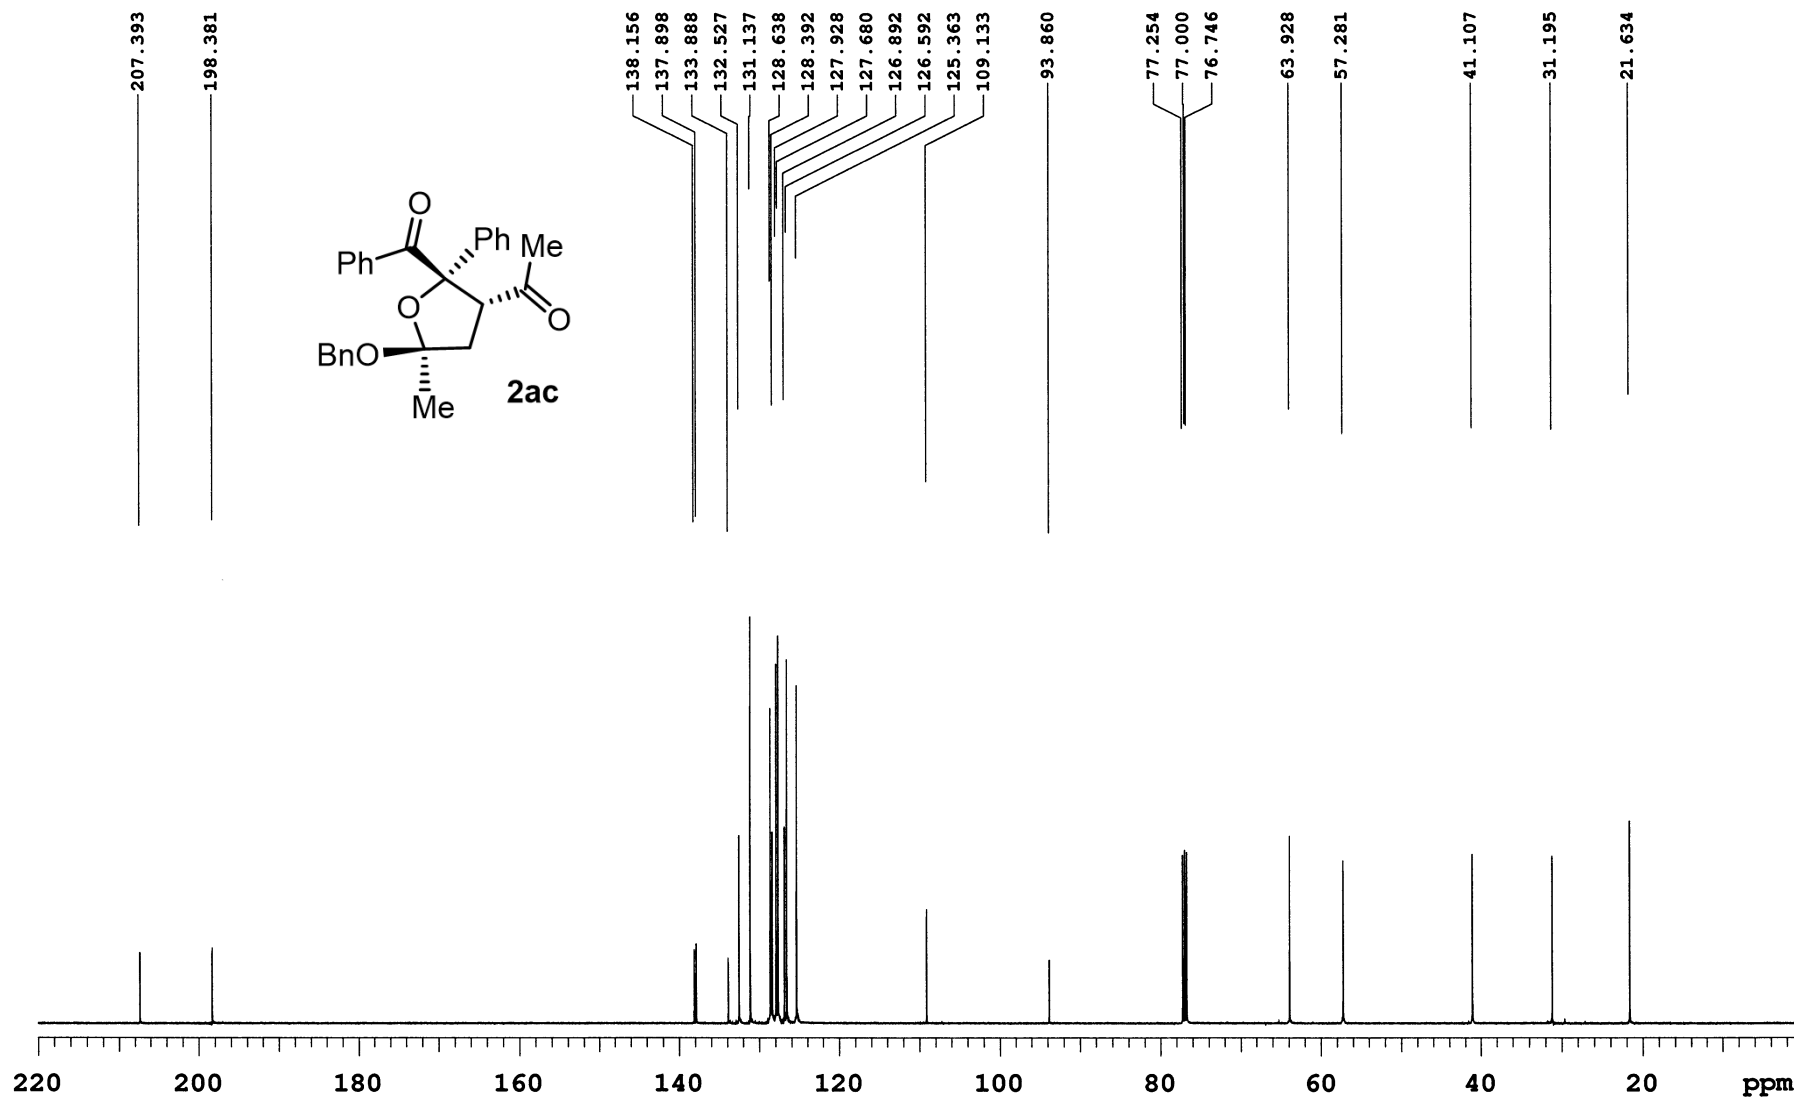 207.393
198.381
138.156
137.898
133.888
132.527
131.137
128.638
128.392
127.928
127.680
126.892
126.592
125.363
109.133
93.860
77.254
77.000
76.746
63.928
57.281
41.107
31.195
21.634
O
Ph
Ph
Me
O
O
BnO
Me
2ac
220 200 180 160 140 120 100 80 60 40 20 ppm